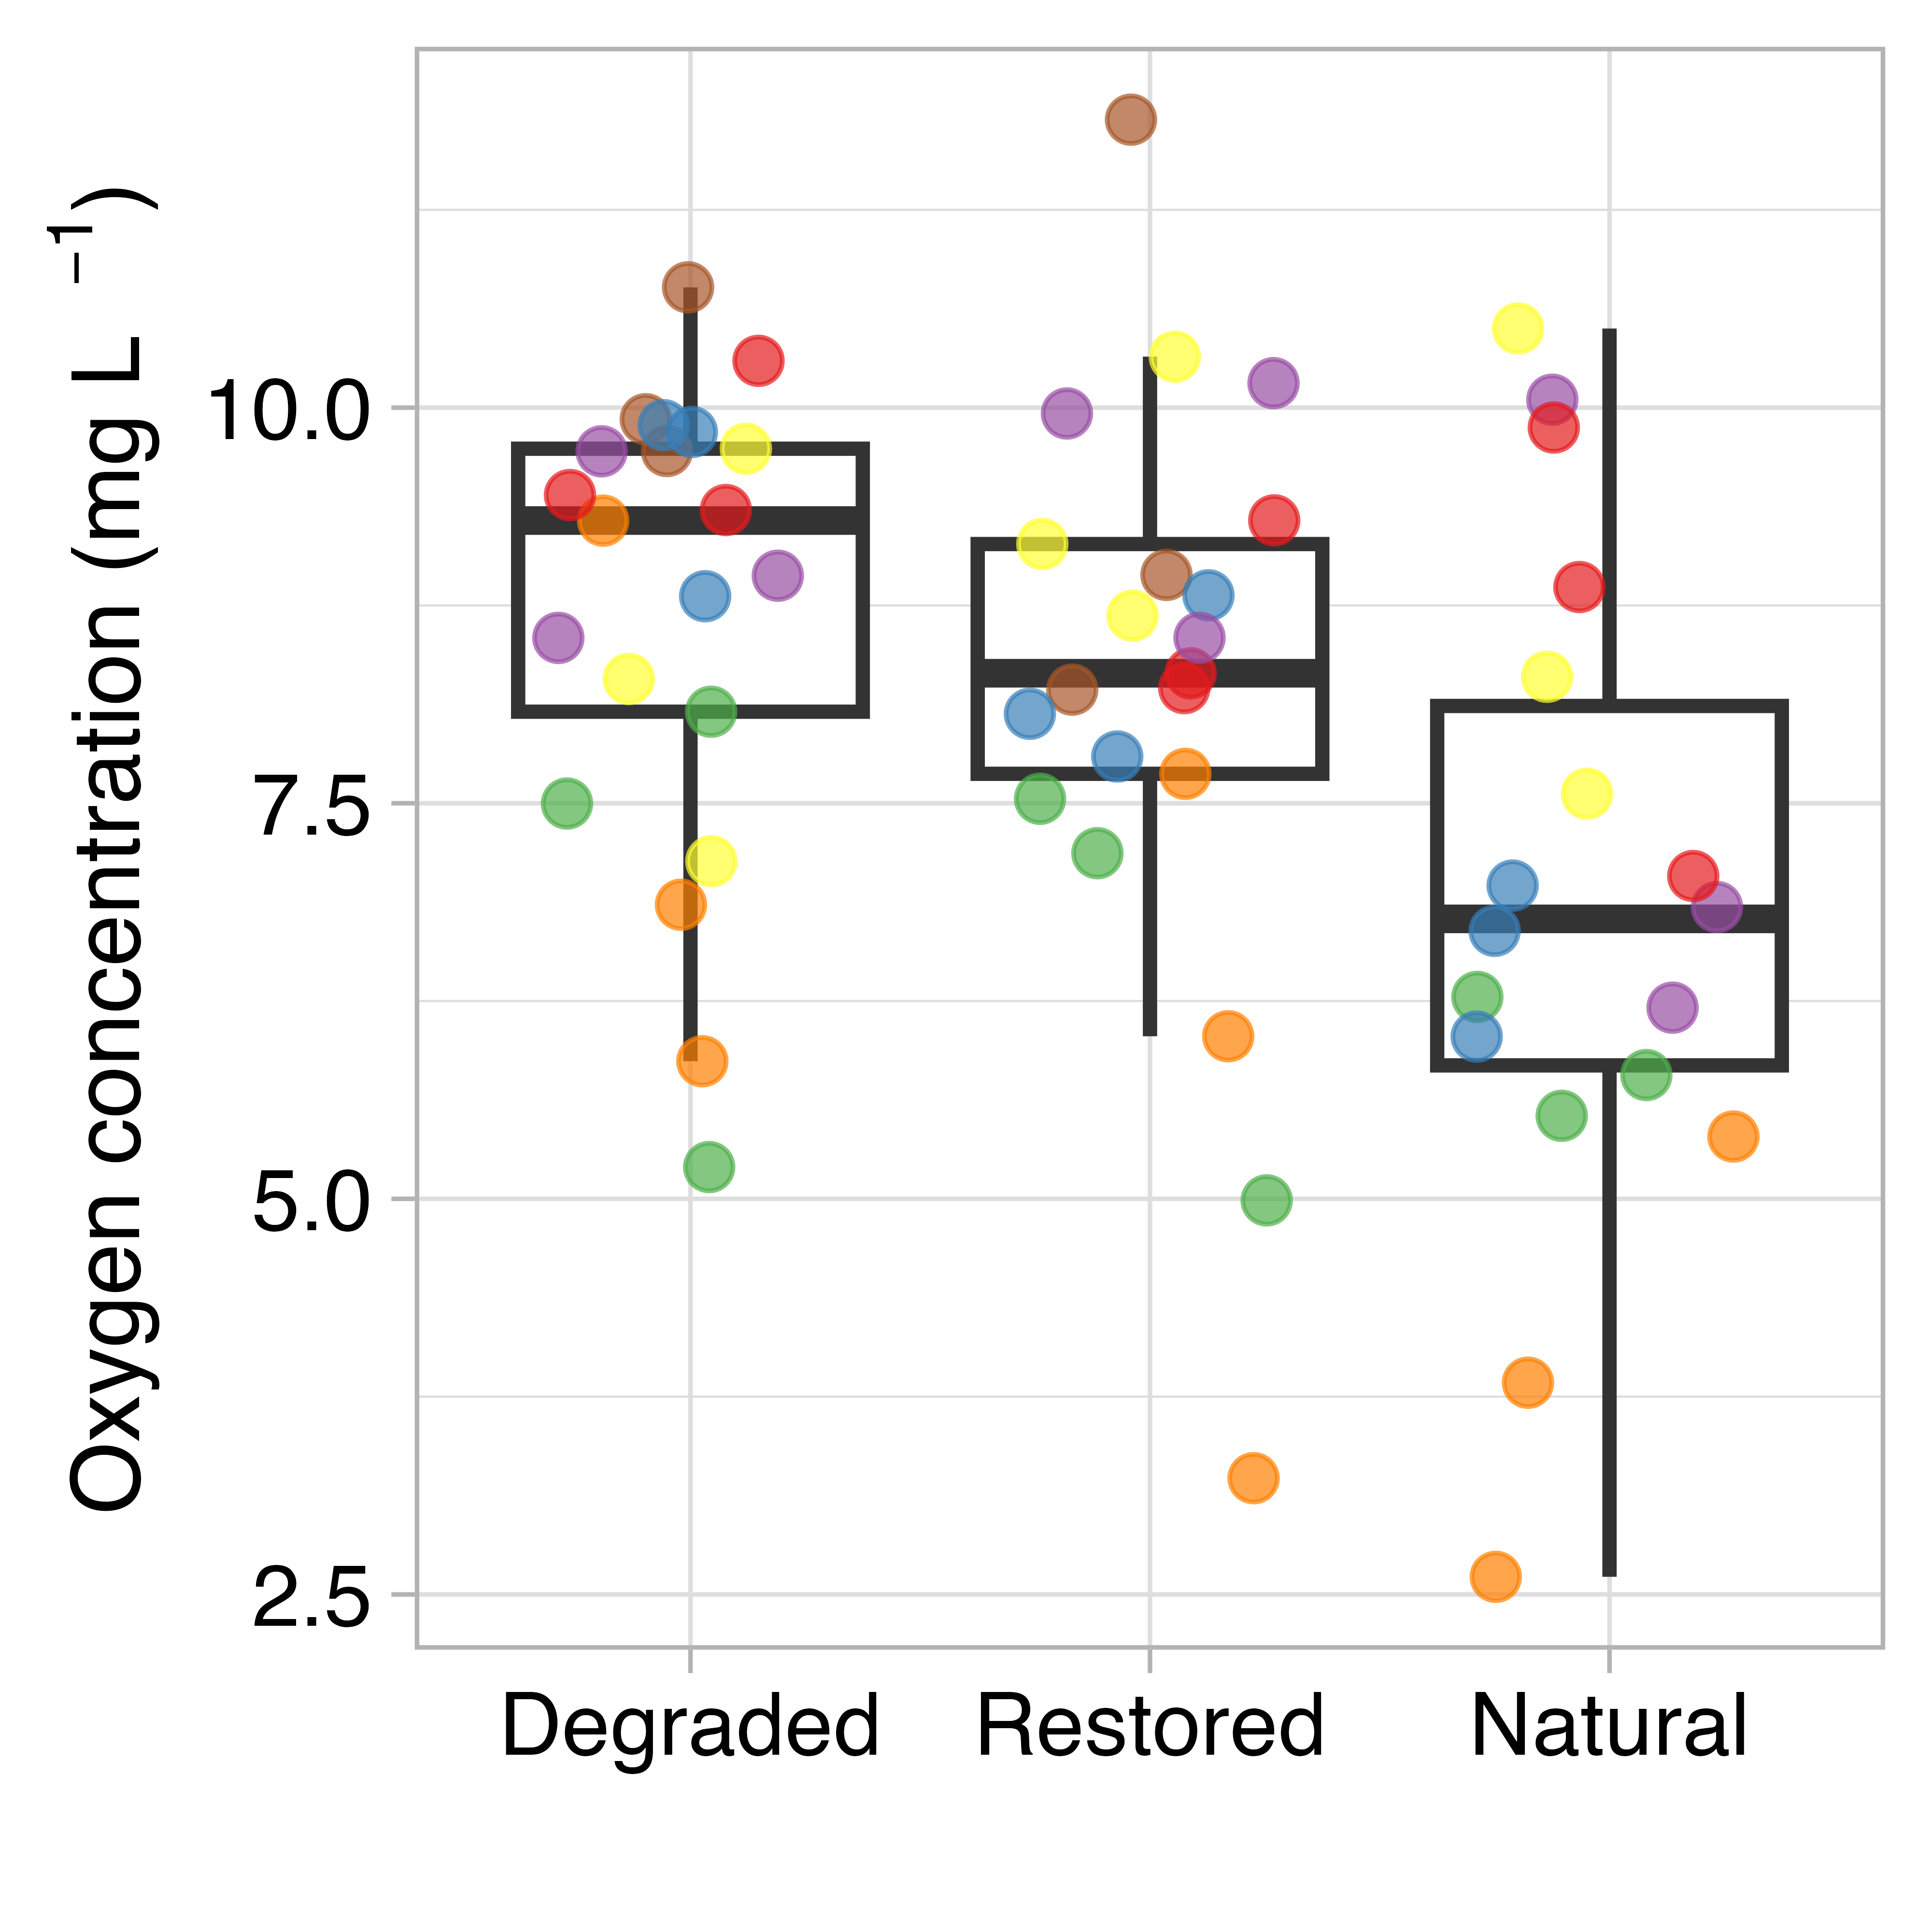 Oxygen concentration (mg L ⁻¹)
10.0
7.5
5.0
2.5
Degraded Restored Natural